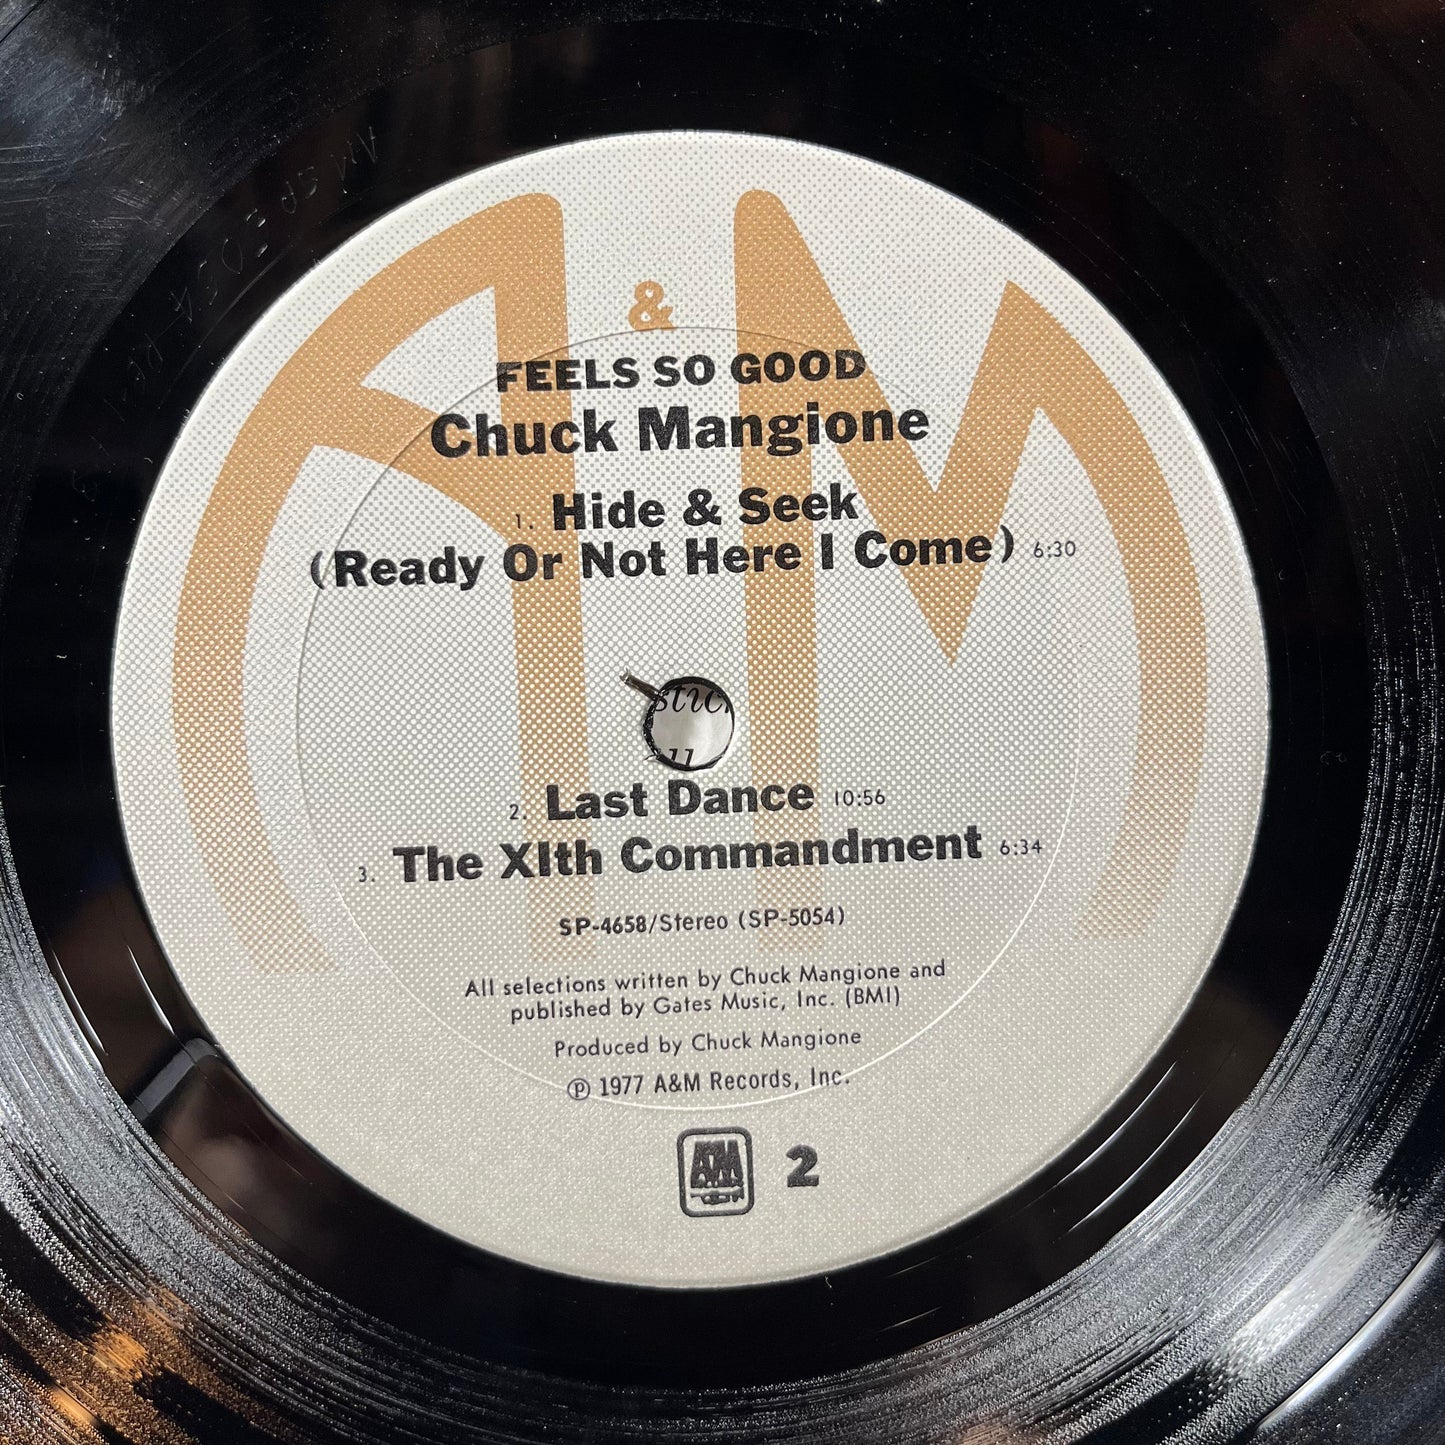 A&M
FEELS SO GOOD
Chuck Mangione
1. Hide & Seek
(Ready Or Not Here I Come) 6:30
2. Last Dance 10:56
3. The XIth Commandment 6:34
SP-4658/Stereo (SP-5054)
All selections written by Chuck Mangione and
published by Gates Music, Inc. (BMI)
Produced by Chuck Mangione
℗ 1977 A&M Records, Inc.
A&M 2